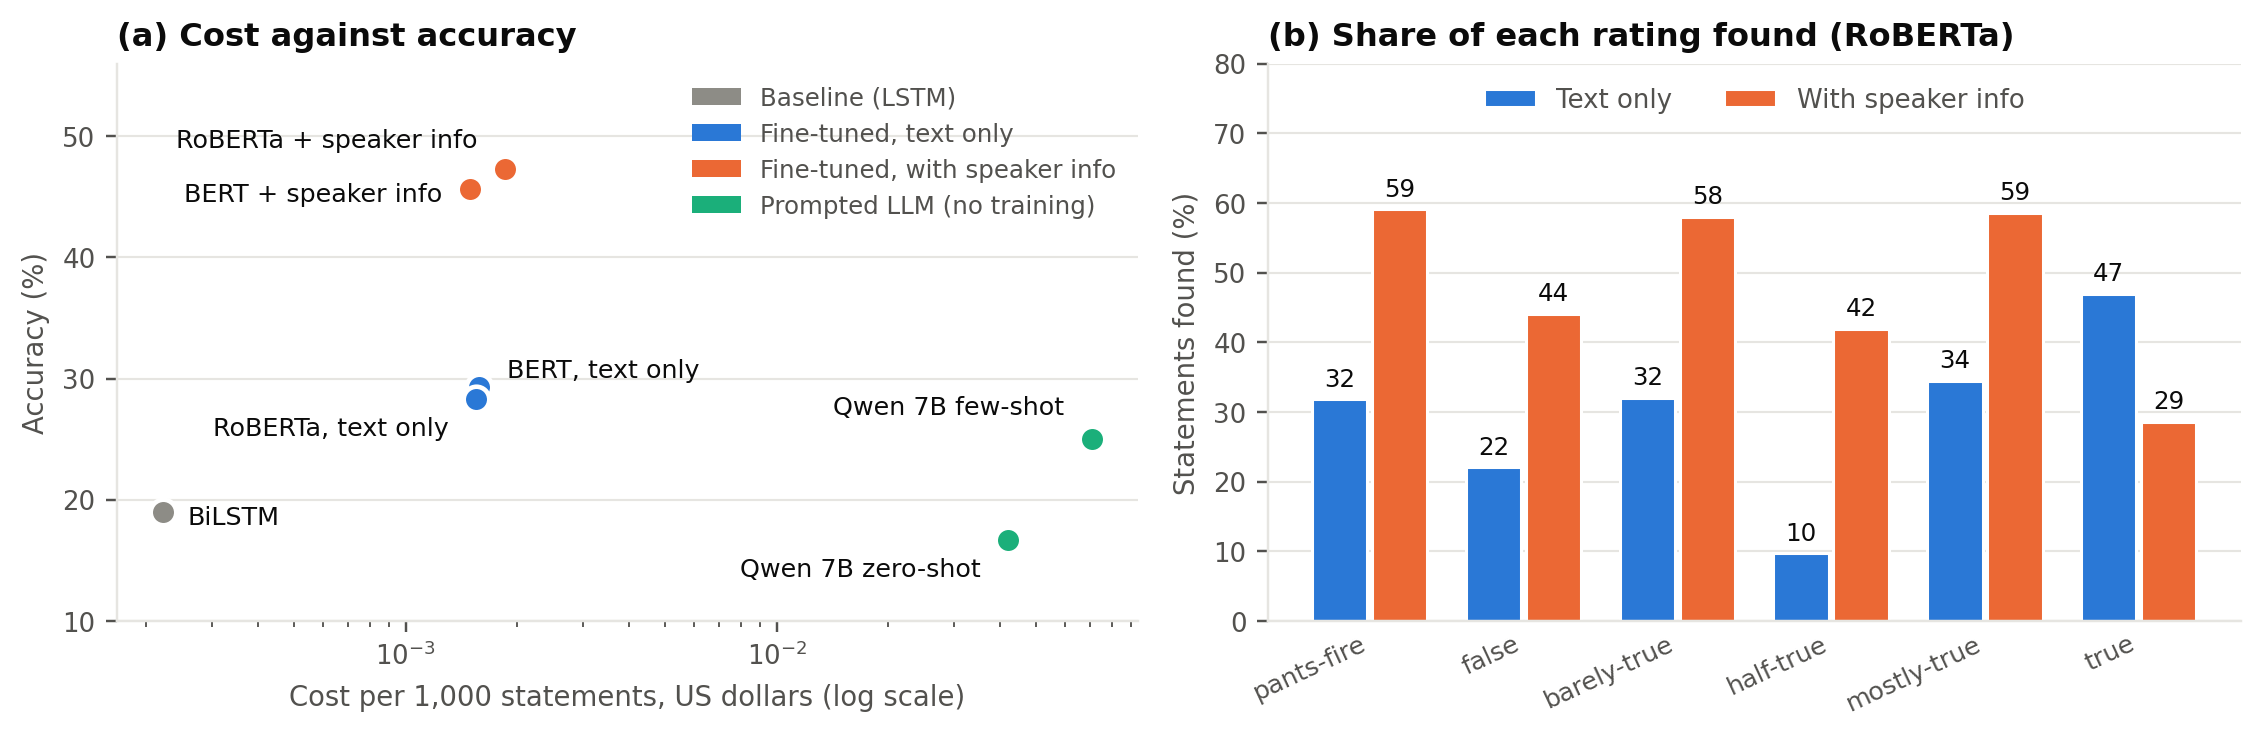 (a) Cost against accuracy
Accuracy (%)
50
40
30
20
10
RoBERTa + speaker info
BERT + speaker info
BERT, text only
RoBERTa, text only
Qwen 7B few-shot
BiLSTM
Qwen 7B zero-shot
Baseline (LSTM)
Fine-tuned, text only
Fine-tuned, with speaker info
Prompted LLM (no training)
10⁻³
10⁻²
Cost per 1,000 statements, US dollars (log scale)
(b) Share of each rating found (RoBERTa)
Statements found (%)
80
70
60
50
40
30
20
10
0
Text only
With speaker info
32
59
22
44
32
58
10
42
34
59
47
29
pants-fire
false
barely-true
half-true
mostly-true
true